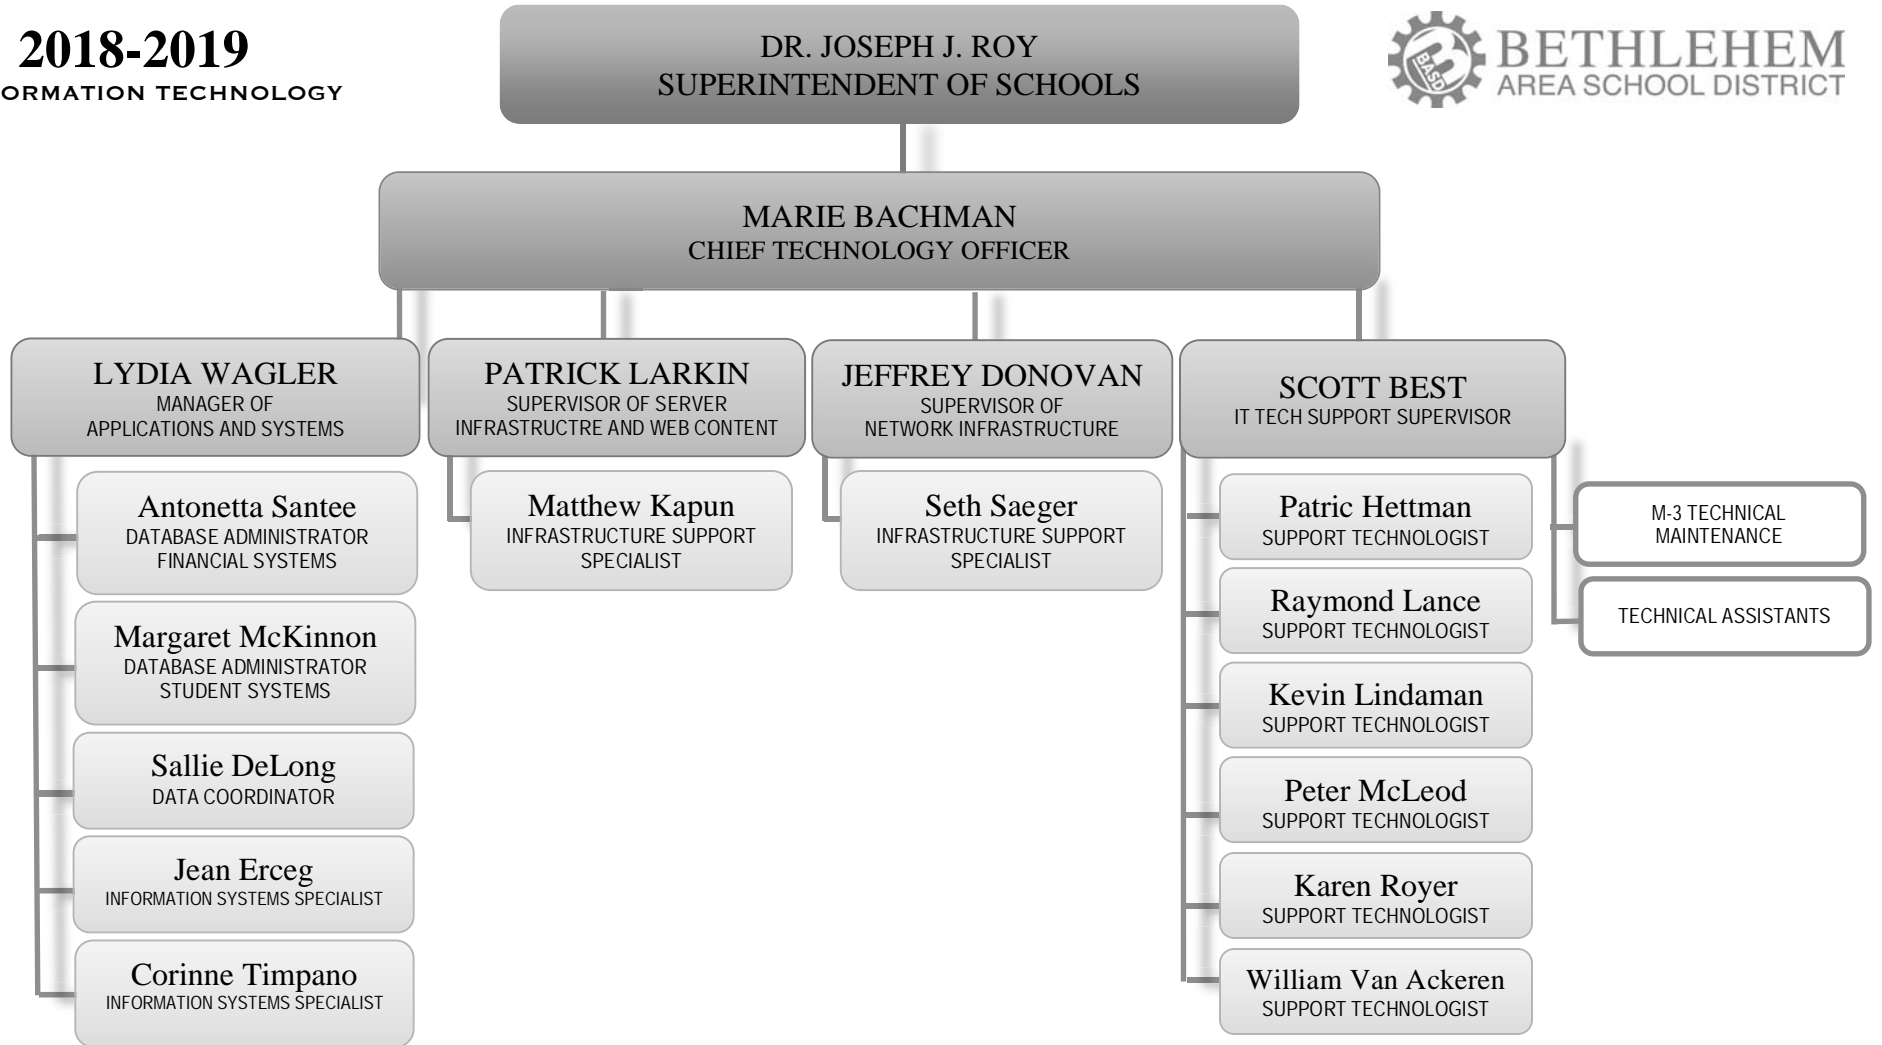 2018-2019
ORMATION TECHNOLOGY
DR. JOSEPH J. ROY
SUPERINTENDENT OF SCHOOLS
BASD
BETHLEHEM
AREA SCHOOL DISTRICT
MARIE BACHMAN
CHIEF TECHNOLOGY OFFICER
LYDIA WAGLER
MANAGER OF
APPLICATIONS AND SYSTEMS
Antonetta Santee
DATABASE ADMINISTRATOR
FINANCIAL SYSTEMS
Margaret McKinnon
DATABASE ADMINISTRATOR
STUDENT SYSTEMS
Sallie DeLong
DATA COORDINATOR
Jean Erceg
INFORMATION SYSTEMS SPECIALIST
Corinne Timpano
INFORMATION SYSTEMS SPECIALIST
PATRICK LARKIN
SUPERVISOR OF SERVER
INFRASTRUCTRE AND WEB CONTENT
Matthew Kapun
INFRASTRUCTURE SUPPORT
SPECIALIST
JEFFREY DONOVAN
SUPERVISOR OF
NETWORK INFRASTRUCTURE
Seth Saeger
INFRASTRUCTURE SUPPORT
SPECIALIST
SCOTT BEST
IT TECH SUPPORT SUPERVISOR
Patric Hettman
SUPPORT TECHNOLOGIST
Raymond Lance
SUPPORT TECHNOLOGIST
Kevin Lindaman
SUPPORT TECHNOLOGIST
Peter McLeod
SUPPORT TECHNOLOGIST
Karen Royer
SUPPORT TECHNOLOGIST
William Van Ackeren
SUPPORT TECHNOLOGIST
M-3 TECHNICAL
MAINTENANCE
TECHNICAL ASSISTANTS